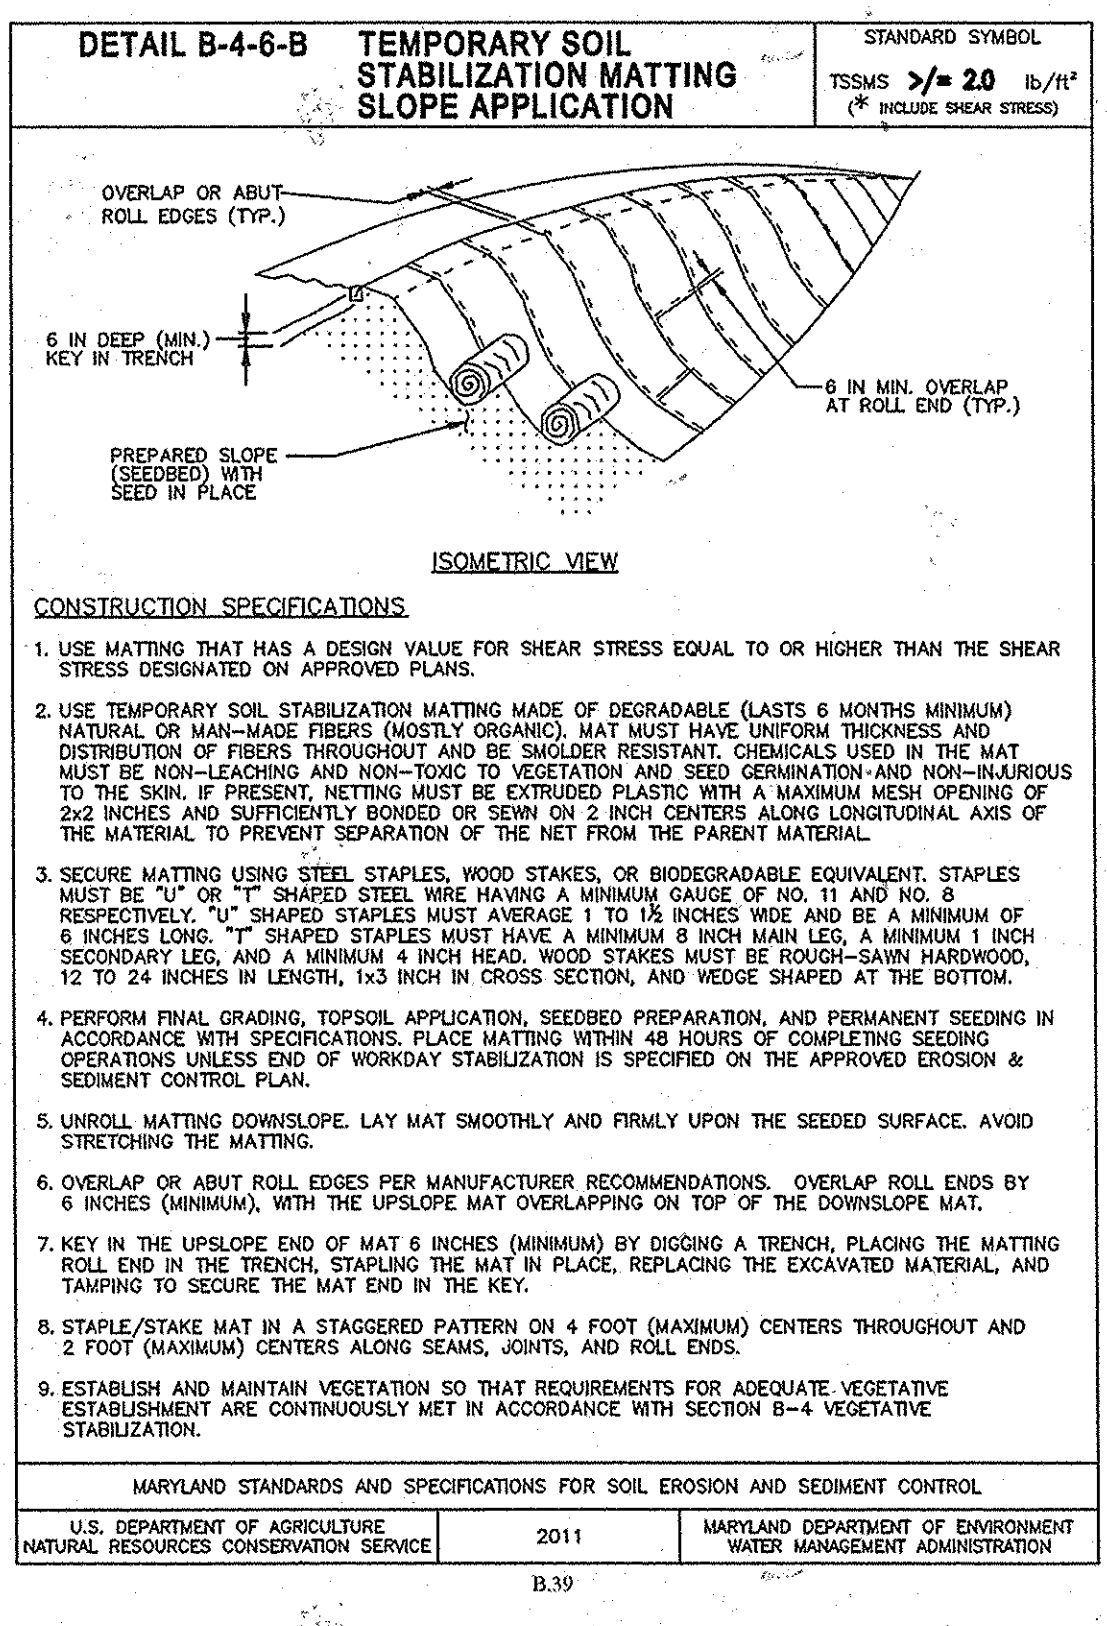 DETAIL B-4-6-B
TEMPORARY SOIL
STABILIZATION MATTING
SLOPE APPLICATION
STANDARD SYMBOL
TSSMS >/= 2.0 lb/ft²
(* INCLUDE SHEAR STRESS)
OVERLAP OR ABUT
ROLL EDGES (TYP.)
6 IN DEEP (MIN.)
KEY IN TRENCH
6 IN MIN. OVERLAP
AT ROLL END (TYP.)
PREPARED SLOPE
(SEEDBED) WITH
SEED IN PLACE
ISOMETRIC VIEW
CONSTRUCTION SPECIFICATIONS
1. USE MATTING THAT HAS A DESIGN VALUE FOR SHEAR STRESS EQUAL TO OR HIGHER THAN THE SHEAR
STRESS DESIGNATED ON APPROVED PLANS.
2. USE TEMPORARY SOIL STABILIZATION MATTING MADE OF DEGRADABLE (LASTS 6 MONTHS MINIMUM)
NATURAL OR MAN-MADE FIBERS (MOSTLY ORGANIC). MAT MUST HAVE UNIFORM THICKNESS AND
DISTRIBUTION OF FIBERS THROUGHOUT AND BE SMOLDER RESISTANT. CHEMICALS USED IN THE MAT
MUST BE NON-LEACHING AND NON-TOXIC TO VEGETATION AND SEED GERMINATION AND NON-INJURIOUS
TO THE SKIN. IF PRESENT, NETTING MUST BE EXTRUDED PLASTIC WITH A MAXIMUM MESH OPENING OF
2x2 INCHES AND SUFFICIENTLY BONDED OR SEWN ON 2 INCH CENTERS ALONG LONGITUDINAL AXIS OF
THE MATERIAL TO PREVENT SEPARATION OF THE NET FROM THE PARENT MATERIAL
3. SECURE MATTING USING STEEL STAPLES, WOOD STAKES, OR BIODEGRADABLE EQUIVALENT. STAPLES
MUST BE "U" OR "T" SHAPED STEEL WIRE HAVING A MINIMUM GAUGE OF NO. 11 AND NO. 8
RESPECTIVELY. "U" SHAPED STAPLES MUST AVERAGE 1 TO 1½ INCHES WIDE AND BE A MINIMUM OF
6 INCHES LONG. "T" SHAPED STAPLES MUST HAVE A MINIMUM 8 INCH MAIN LEG, A MINIMUM 1 INCH
SECONDARY LEG, AND A MINIMUM 4 INCH HEAD. WOOD STAKES MUST BE ROUGH-SAWN HARDWOOD,
12 TO 24 INCHES IN LENGTH, 1x3 INCH IN CROSS SECTION, AND WEDGE SHAPED AT THE BOTTOM.
4. PERFORM FINAL GRADING, TOPSOIL APPLICATION, SEEDBED PREPARATION, AND PERMANENT SEEDING IN
ACCORDANCE WITH SPECIFICATIONS. PLACE MATTING WITHIN 48 HOURS OF COMPLETING SEEDING
OPERATIONS UNLESS END OF WORKDAY STABILIZATION IS SPECIFIED ON THE APPROVED EROSION &
SEDIMENT CONTROL PLAN.
5. UNROLL MATTING DOWNSLOPE. LAY MAT SMOOTHLY AND FIRMLY UPON THE SEEDED SURFACE. AVOID
STRETCHING THE MATTING.
6. OVERLAP OR ABUT ROLL EDGES PER MANUFACTURER RECOMMENDATIONS. OVERLAP ROLL ENDS BY
6 INCHES (MINIMUM), WITH THE UPSLOPE MAT OVERLAPPING ON TOP OF THE DOWNSLOPE MAT.
7. KEY IN THE UPSLOPE END OF MAT 6 INCHES (MINIMUM) BY DIGGING A TRENCH, PLACING THE MATTING
ROLL END IN THE TRENCH, STAPLING THE MAT IN PLACE, REPLACING THE EXCAVATED MATERIAL, AND
TAMPING TO SECURE THE MAT END IN THE KEY.
8. STAPLE/STAKE MAT IN A STAGGERED PATTERN ON 4 FOOT (MAXIMUM) CENTERS THROUGHOUT AND
2 FOOT (MAXIMUM) CENTERS ALONG SEAMS, JOINTS, AND ROLL ENDS.
9. ESTABLISH AND MAINTAIN VEGETATION SO THAT REQUIREMENTS FOR ADEQUATE VEGETATIVE
ESTABLISHMENT ARE CONTINUOUSLY MET IN ACCORDANCE WITH SECTION B-4 VEGETATIVE
STABILIZATION.
MARYLAND STANDARDS AND SPECIFICATIONS FOR SOIL EROSION AND SEDIMENT CONTROL
U.S. DEPARTMENT OF AGRICULTURE
NATURAL RESOURCES CONSERVATION SERVICE
2011
MARYLAND DEPARTMENT OF ENVIRONMENT
WATER MANAGEMENT ADMINISTRATION
B.39